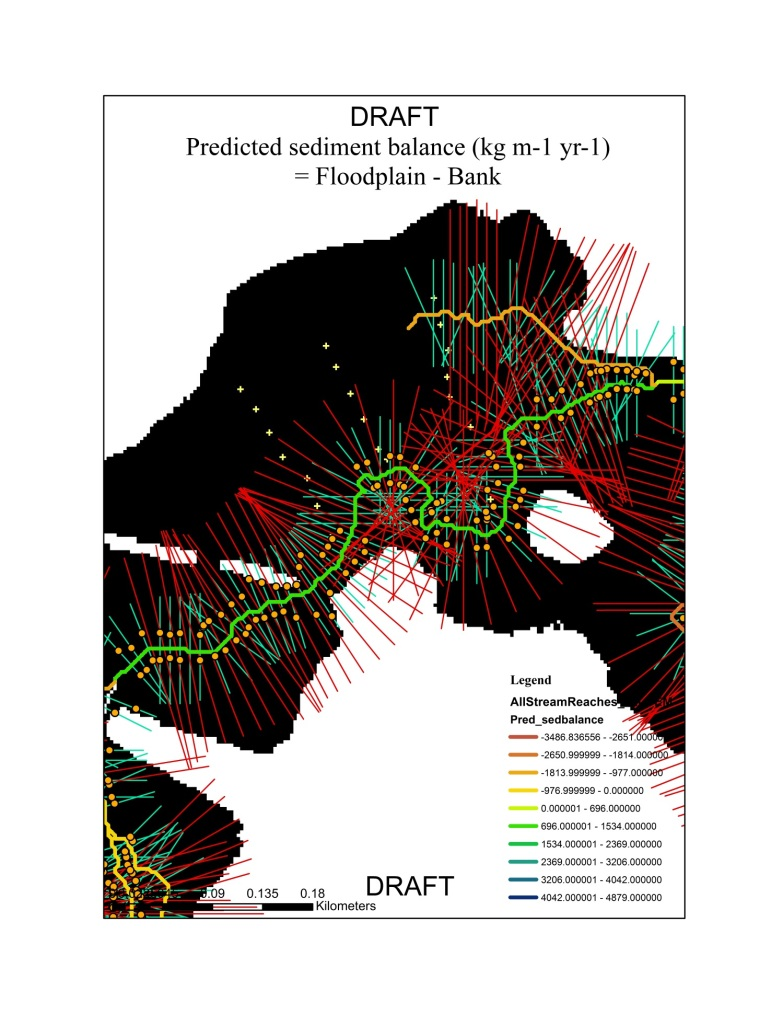 DRAFT
Predicted sediment balance (kg m-1 yr-1)
= Floodplain - Bank
Legend
AllStreamReaches
Pred_sedbalance
-3486.836556 - -2651.000000
-2650.999999 - -1814.000000
-1813.999999 - -977.000000
-976.999999 - 0.000000
0.000001 - 696.000000
696.000001 - 1534.000000
1534.000001 - 2369.000000
2369.000001 - 3206.000000
3206.000001 - 4042.000000
4042.000001 - 4879.000000
DRAFT
0.09 0.135 0.18
Kilometers